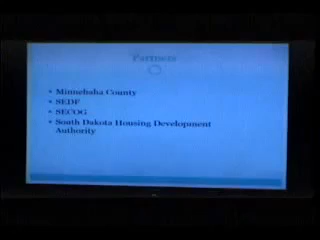 Partners
• Minnehaha County
• SEDF
• SECOG
• South Dakota Housing Development
Authority